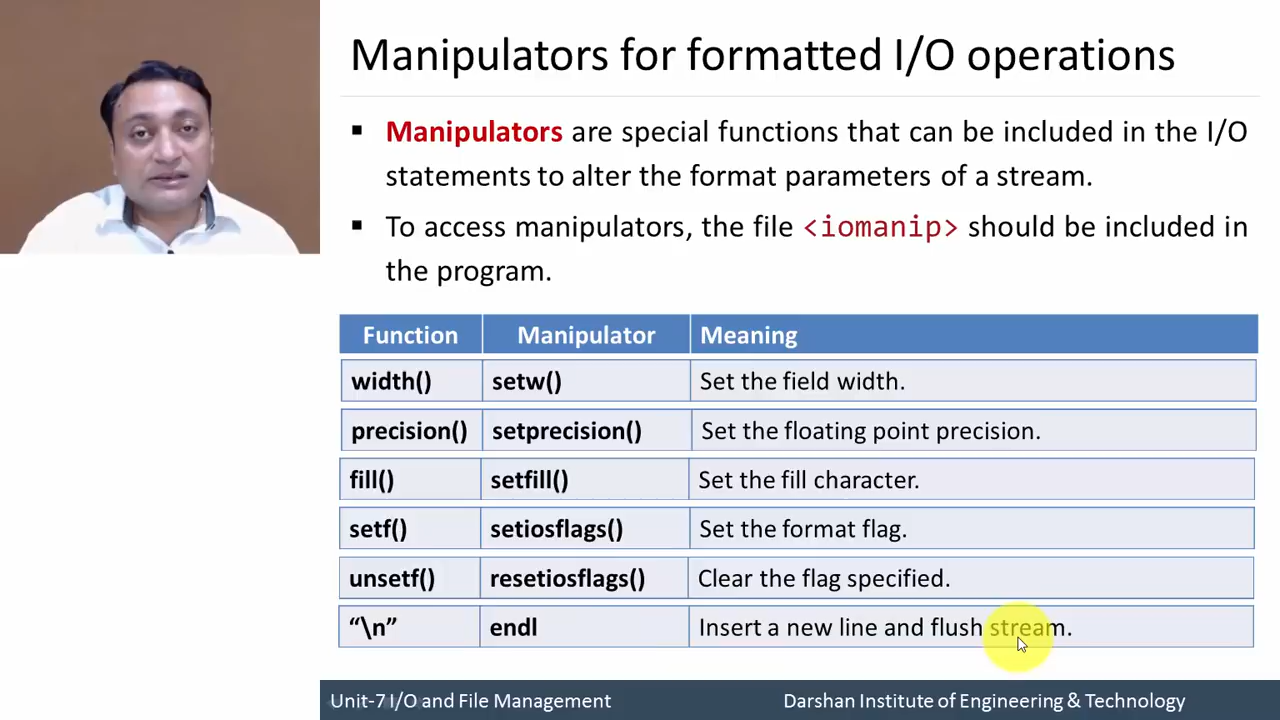 Manipulators for formatted I/O operations
▪ Manipulators are special functions that can be included in the I/O
statements to alter the format parameters of a stream.
▪ To access manipulators, the file <iomanip> should be included in
the program.
Function Manipulator Meaning
width() setw() Set the field width.
precision() setprecision() Set the floating point precision.
fill() setfill() Set the fill character.
setf() setiosflags() Set the format flag.
unsetf() resetiosflags() Clear the flag specified.
“\n” endl Insert a new line and flush stream.
Unit-7 I/O and File Management Darshan Institute of Engineering & Technology